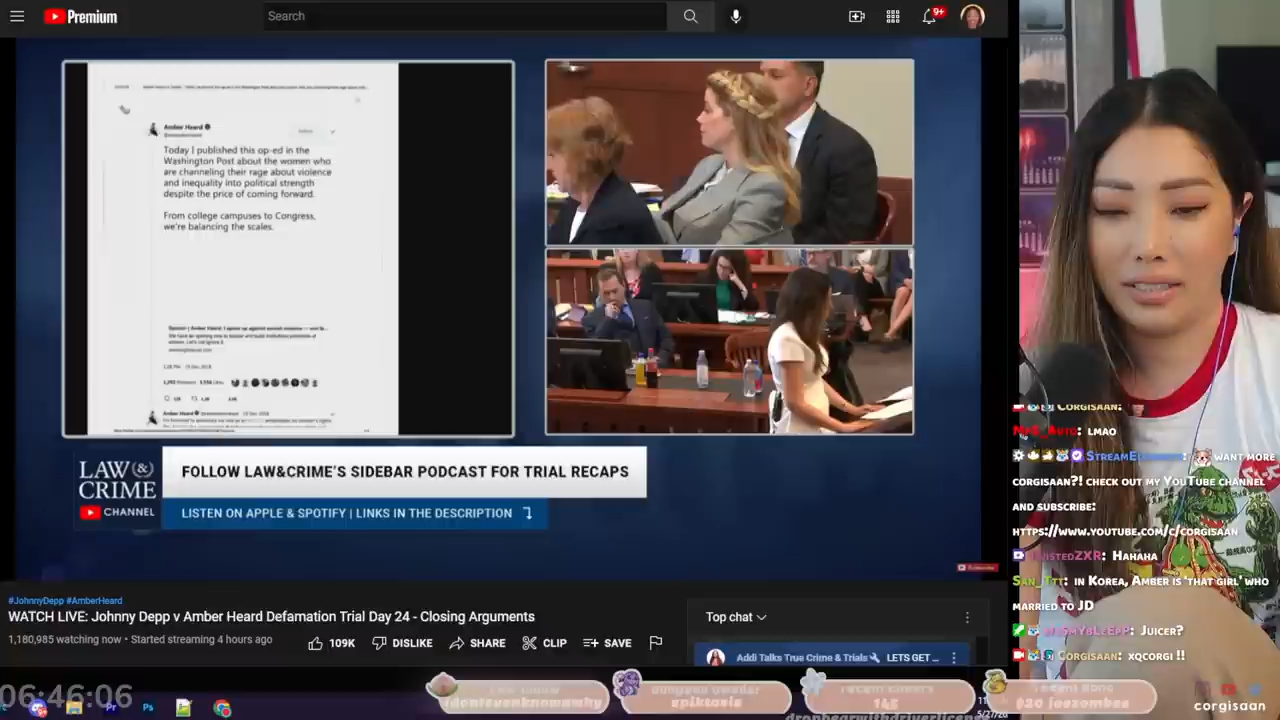 Premium
Search
9+
Amber Heard
Today I published this op-ed in the
Washington Post about the women who
are channeling their rage about violence
and inequality into political strength
despite the price of coming forward.
From college campuses to Congress,
we're balancing the scales.
Amber Heard
LAW&
CRIME
CHANNEL
FOLLOW LAW&CRIME'S SIDEBAR PODCAST FOR TRIAL RECAPS
LISTEN ON APPLE & SPOTIFY | LINKS IN THE DESCRIPTION
#JohnnyDepp #AmberHeard
WATCH LIVE: Johnny Depp v Amber Heard Defamation Trial Day 24 - Closing Arguments
1,180,985 watching now • Started streaming 4 hours ago
109K
DISLIKE
SHARE
CLIP
SAVE
Top chat
Addi Talks True Crime & Trials LETS GET ...
CORGISAAN:
LMAO
WANT MORE
CORGISAAN?! CHECK OUT MY YOUTUBE CHANNEL
AND SUBSCRIBE:
HTTPS://WWW.YOUTUBE.COM/C/CORGISAAN
HAHAHA
SAN_TTT: IN KOREA, AMBER IS 'THAT GIRL' WHO
MARRIED TO JD
JUICER?
CORGISAAN: XQCORGI !!
06:46:06
corgisaan